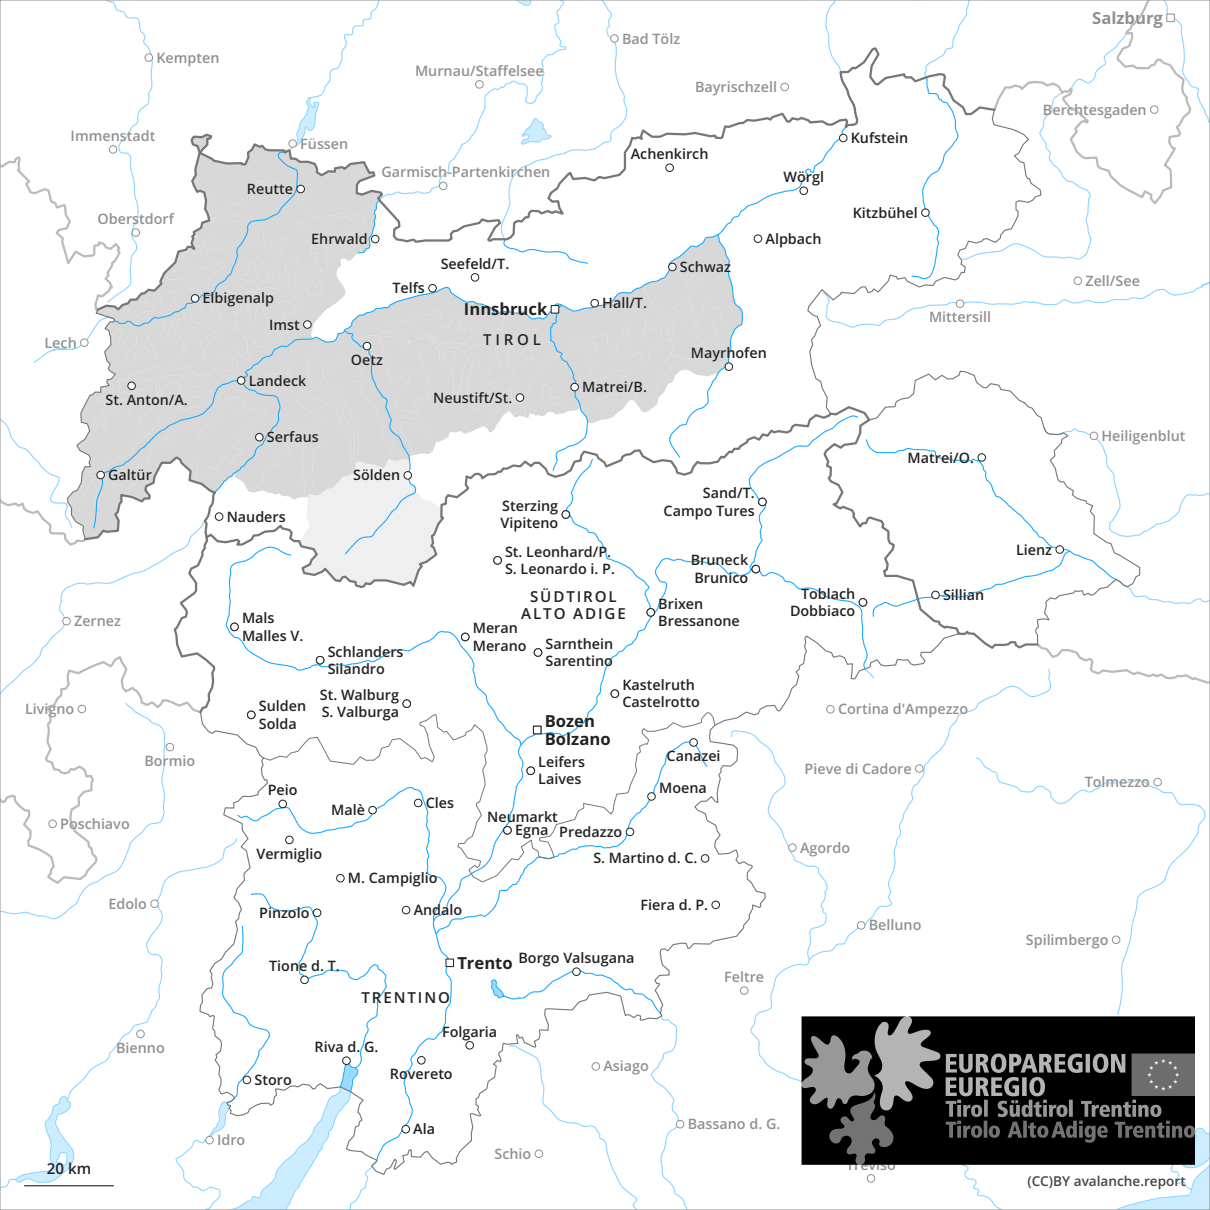 Salzburg
Bad Tölz
Kempten
Murnau/Staffelsee
Bayrischzell
Berchtesgaden
Immenstadt
Füssen
Kufstein
Achenkirch
Garmisch-Partenkirchen
Wörgl
Reutte
Kitzbühel
Oberstdorf
Ehrwald
Alpbach
Seefeld/T.
Schwaz
Zell/See
Telfs
Elbigenalp
Hall/T.
Innsbruck
Mittersill
Imst
TIROL
Lech
Mayrhofen
Oetz
Landeck
Matrei/B.
St. Anton/A.
Neustift/St.
Serfaus
Heiligenblut
Matrei/O.
Galtür
Sölden
Sand/T.
Campo Tures
Sterzing
Vipiteno
Nauders
Lienz
St. Leonhard/P.
S. Leonardo i. P.
Bruneck
Brunico
SÜDTIROL
ALTO ADIGE
Toblach
Dobbiaco
Sillian
Brixen
Bressanone
Zernez
Mals
Malles V.
Meran
Merano
Sarnthein
Sarentino
Schlanders
Silandro
Kastelruth
Castelrotto
St. Walburg
S. Valburga
Sulden
Solda
Livigno
Cortina d'Ampezzo
Bozen
Bolzano
Bormio
Canazei
Leifers
Laives
Pieve di Cadore
Tolmezzo
Peio
Moena
Malè
Cles
Neumarkt
Egna
Predazzo
Poschiavo
Vermiglio
Agordo
S. Martino d. C.
M. Campiglio
Edolo
Pinzolo
Andalo
Fiera d. P.
Belluno
Spilimbergo
Borgo Valsugana
Trento
Tione d. T.
Feltre
TRENTINO
Folgaria
Bienno
Riva d. G.
Asiago
Rovereto
Storo
EUROPAREGION
EUREGIO
Tirol Südtirol Trentino
Tirolo Alto Adige Trentino
Bassano d. G.
Ala
Idro
Schio
Treviso
20 km
(CC)BY avalanche.report